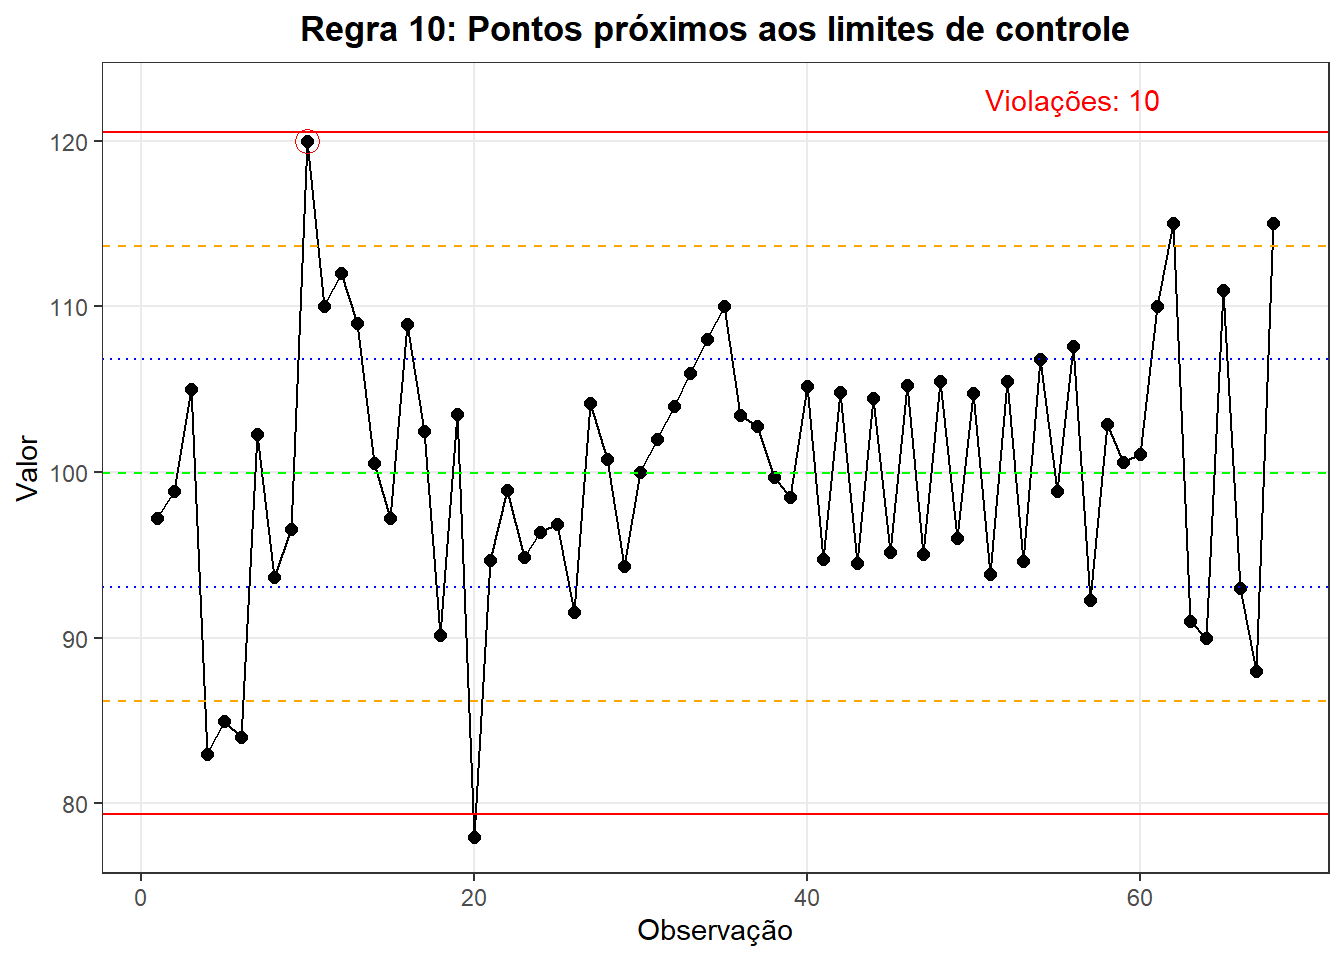 Regra 10: Pontos próximos aos limites de controle
Violações: 10
120
110
100
90
80
Valor
0 20 40 60
Observação